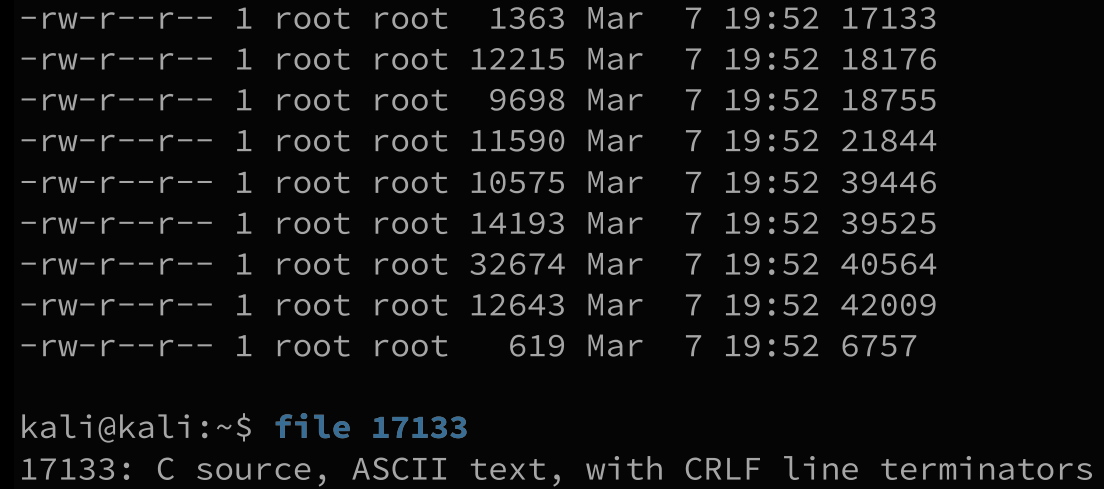 -rw-r--r-- 1 root root  1363 Mar  7 19:52 17133
-rw-r--r-- 1 root root 12215 Mar  7 19:52 18176
-rw-r--r-- 1 root root  9698 Mar  7 19:52 18755
-rw-r--r-- 1 root root 11590 Mar  7 19:52 21844
-rw-r--r-- 1 root root 10575 Mar  7 19:52 39446
-rw-r--r-- 1 root root 14193 Mar  7 19:52 39525
-rw-r--r-- 1 root root 32674 Mar  7 19:52 40564
-rw-r--r-- 1 root root 12643 Mar  7 19:52 42009
-rw-r--r-- 1 root root   619 Mar  7 19:52 6757
kali@kali:~$ file 17133
17133: C source, ASCII text, with CRLF line terminators